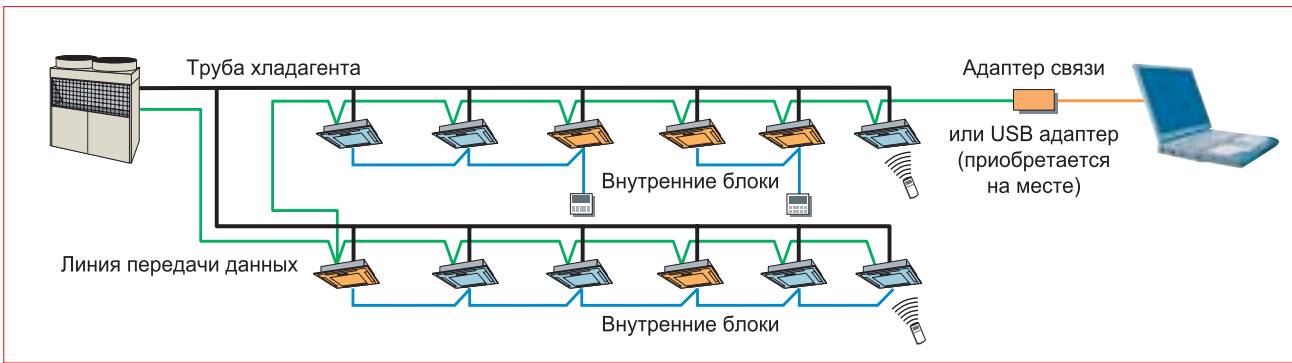 Труба хладагента
Адаптер связи
или USB адаптер
(приобретается
на месте)
Внутренние блоки
Линия передачи данных
Внутренние блоки